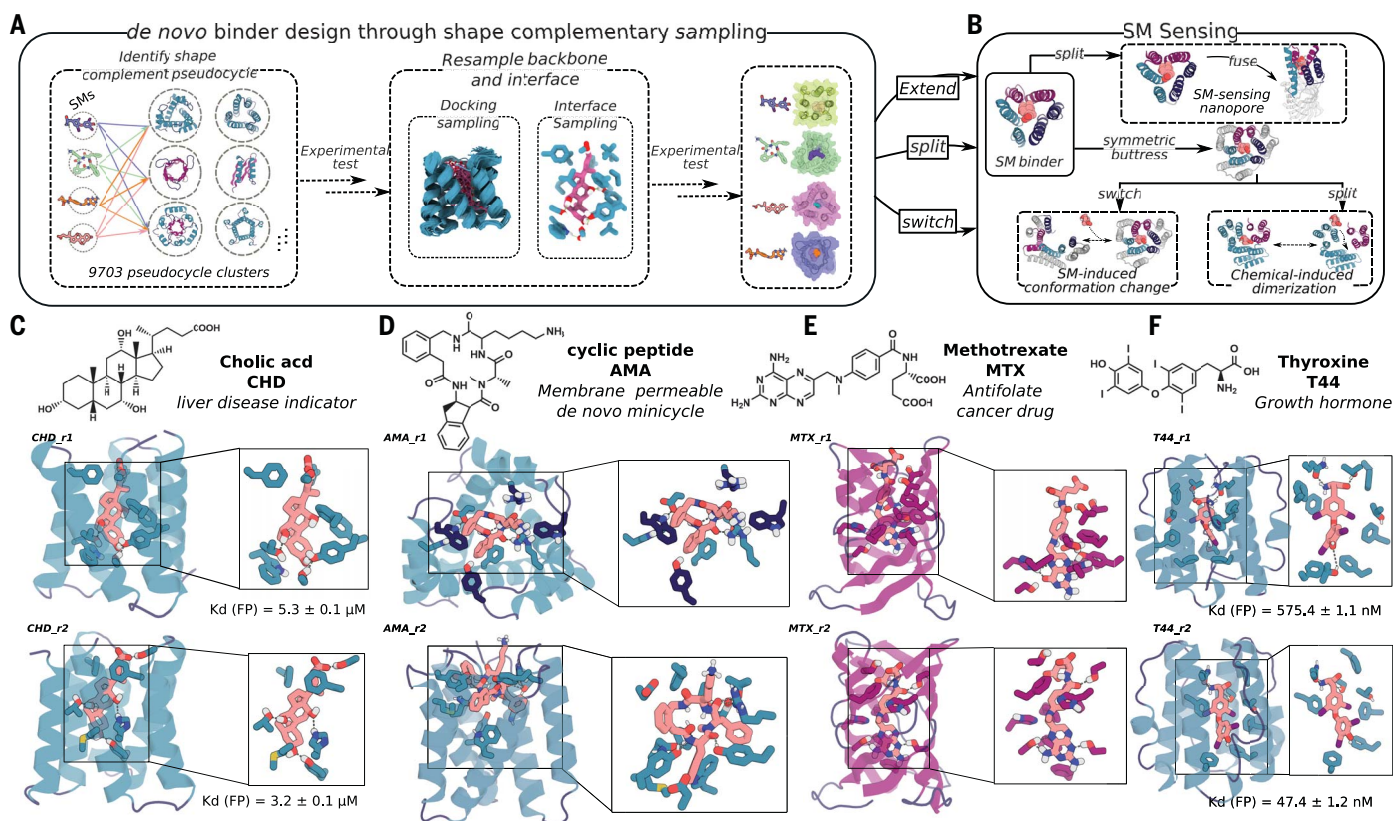 A
de novo binder design through shape complementary sampling
Identify shape
complement pseudocycle
SMs
9703 pseudocycle clusters
Experimental
test
Resample backbone
and interface
Docking
sampling
Interface
Sampling
Experimental
test
Extend
split
switch
B
SM Sensing
SM binder
split
fuse
SM-sensing
nanopore
symmetric
buttress
switch
split
SM-induced
conformation change
Chemical-induced
dimerization
C
OH
COOH
HO
H
H
H
OH
Cholic acd
CHD
liver disease indicator
CHD_r1
Kd (FP) = 5.3 ± 0.1 μM
CHD_r2
Kd (FP) = 3.2 ± 0.1 μM
D
O
NH
NH₃
O
HN
O
N
HN
O
cyclic peptide
AMA
Membrane permeable
de novo minicycle
AMA_r1
AMA_r2
E
NH₂
N
N
H₂N
N
N
N
O
H
N
COOH
COOH
Methotrexate
MTX
Antifolate
cancer drug
MTX_r1
MTX_r2
F
HO
I
I
O
I
I
O
OH
NH₂
Thyroxine
T44
Growth hormone
T44_r1
Kd (FP) = 575.4 ± 1.1 nM
T44_r2
Kd (FP) = 47.4 ± 1.2 nM